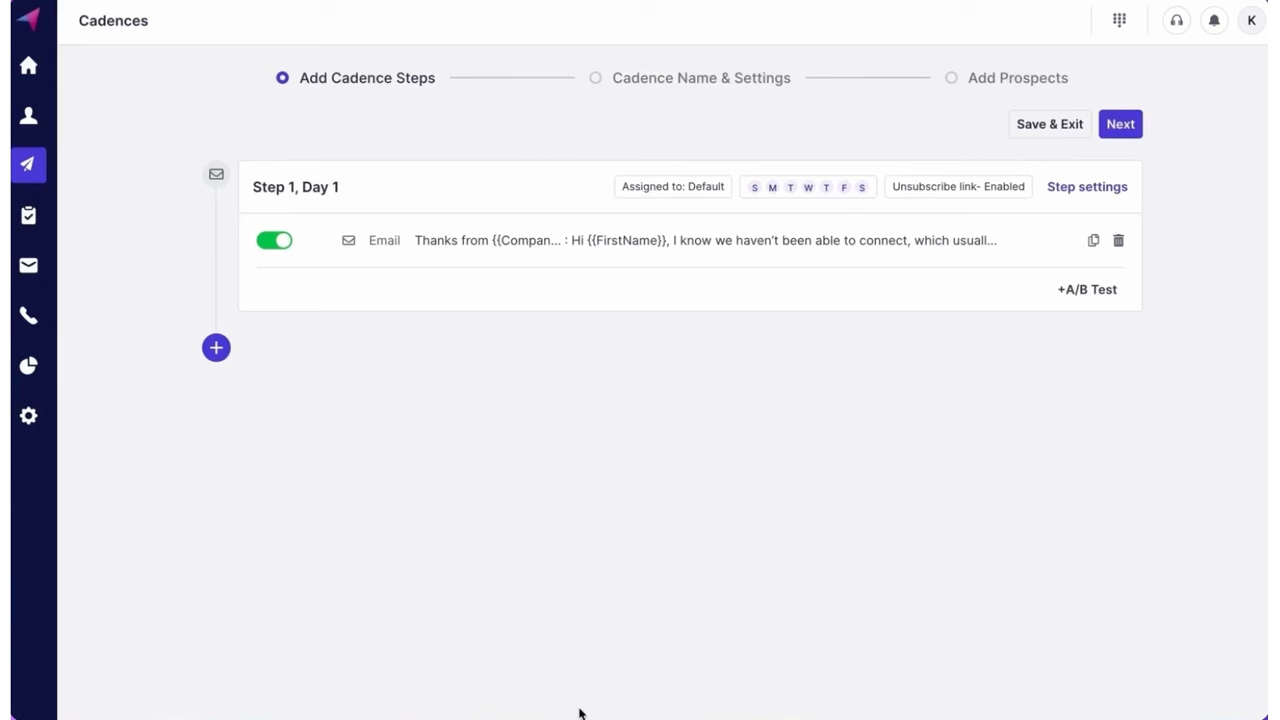 Cadences
K
Add Cadence Steps
Cadence Name & Settings
Add Prospects
Save & Exit
Next
Step 1, Day 1
Assigned to: Default
S M T W T F S
Unsubscribe link- Enabled
Step settings
Email
Thanks from {{Compan... : Hi {{FirstName}}, I know we haven't been able to connect, which usuall...
+A/B Test